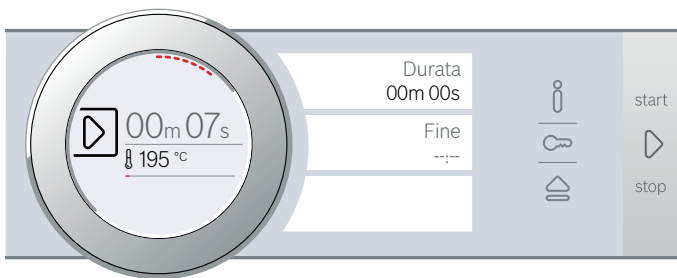 00m 07s
195 °C
Durata
00m 00s
Fine
--:--
start
stop